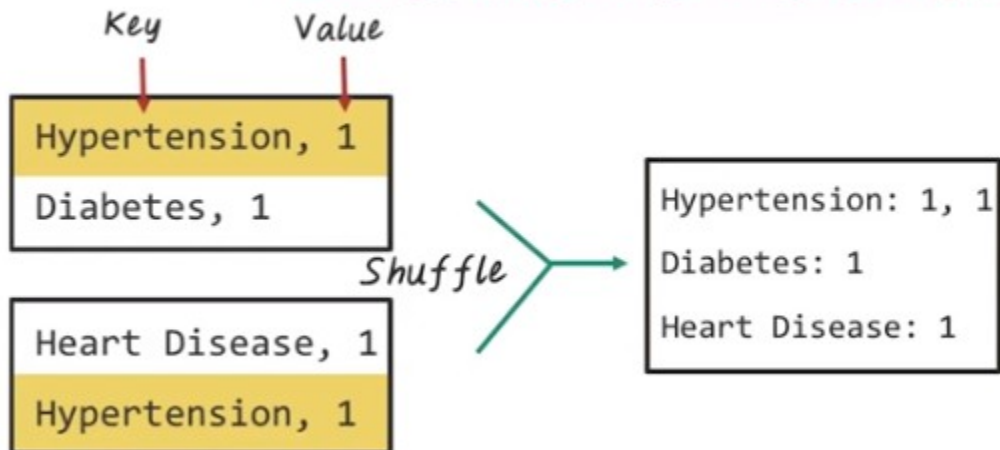 Key
Value
Hypertension, 1
Diabetes, 1
Shuffle
Heart Disease, 1
Hypertension, 1
Hypertension: 1, 1
Diabetes: 1
Heart Disease: 1